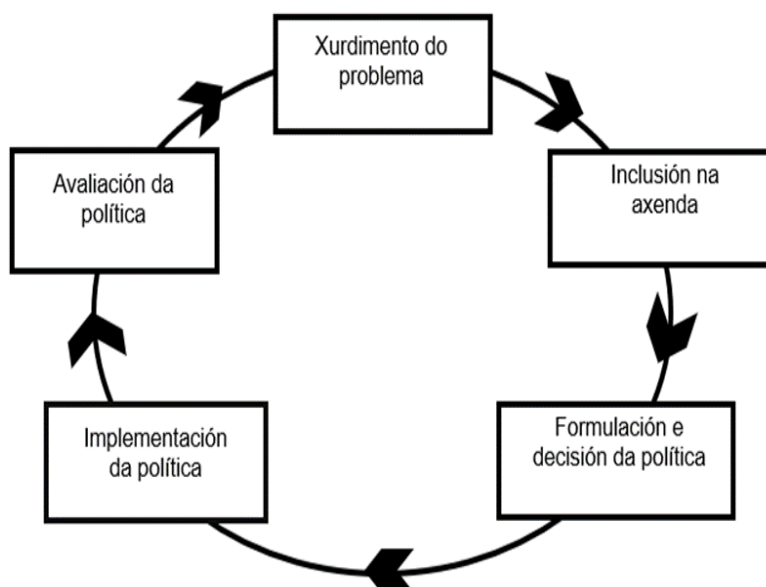 Xurdimento do
problema
Inclusión na
axenda
Formulación e
decisión da política
Implementación
da política
Avaliación da
política